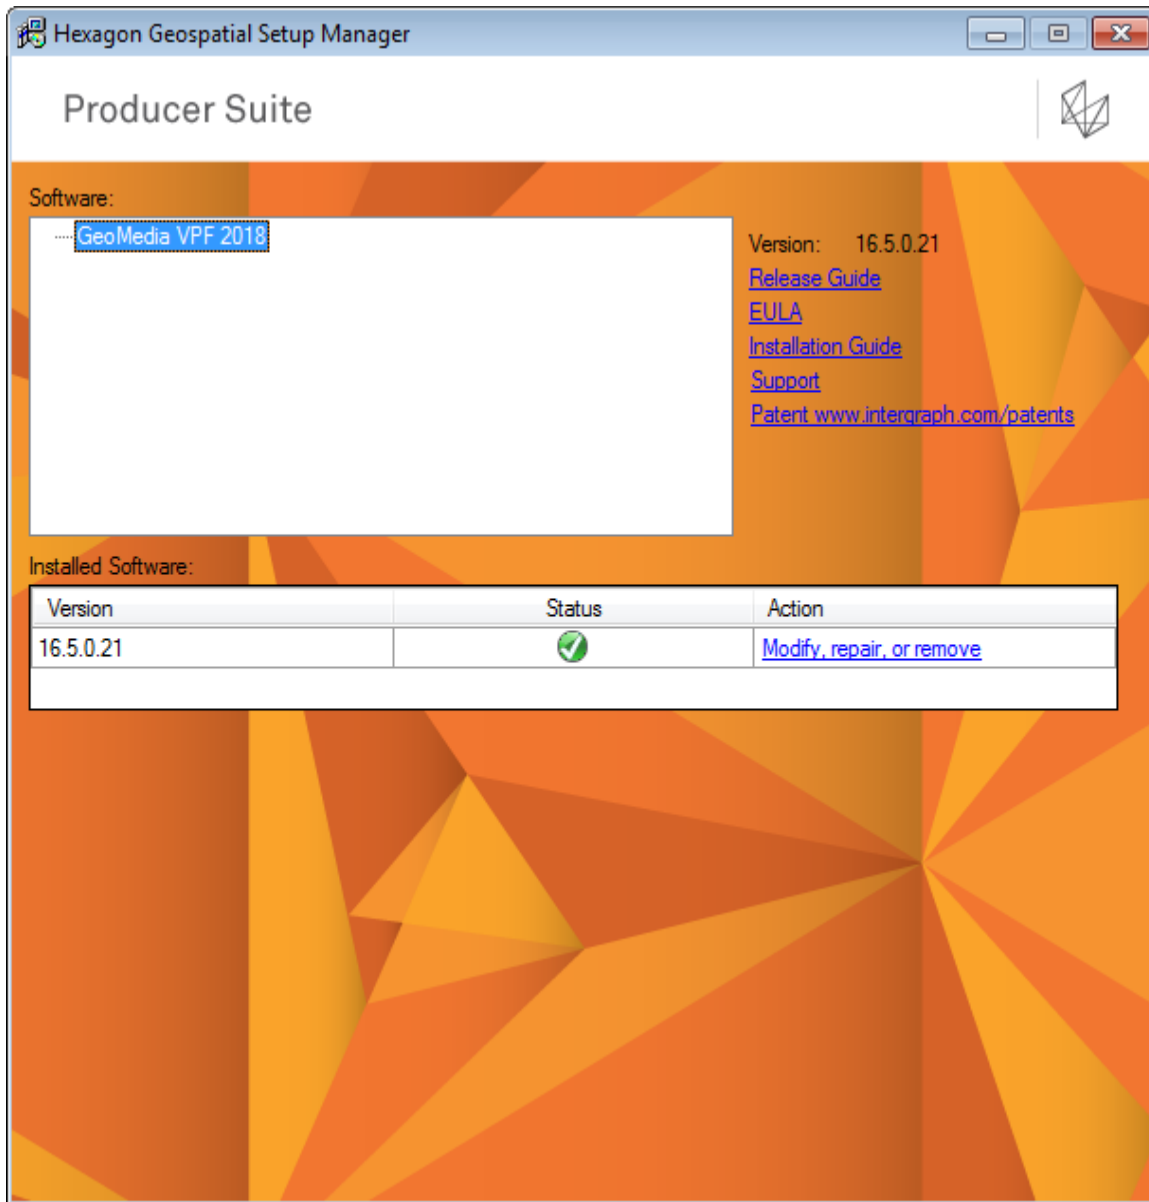 Hexagon Geospatial Setup Manager
Producer Suite
Software:
GeoMedia VPF 2018
Version: 16.5.0.21
Release Guide
EULA
Installation Guide
Support
Patent www.intergraph.com/patents
Installed Software:
Version Status Action
16.5.0.21 Modify, repair, or remove